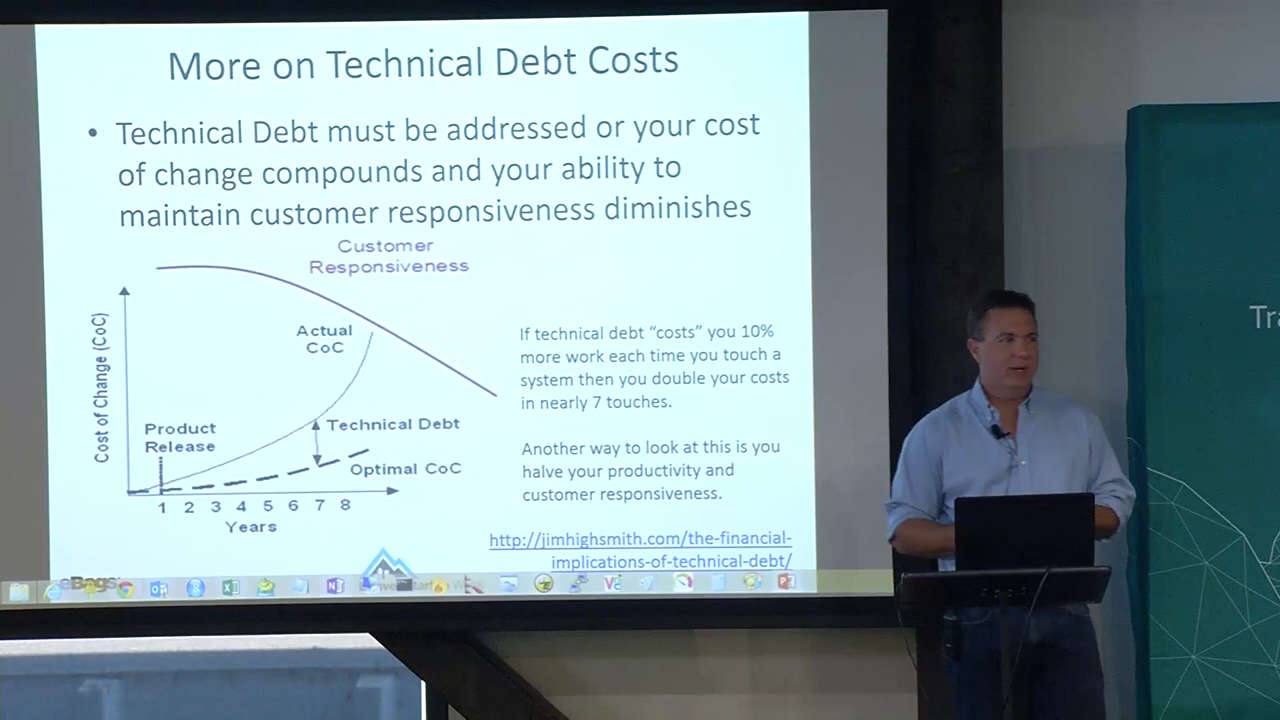 More on Technical Debt Costs
• Technical Debt must be addressed or your cost
of change compounds and your ability to
maintain customer responsiveness diminishes
Customer
Responsiveness
Cost of Change (CoC)
Actual
CoC
Product
Release
Technical Debt
Optimal CoC
1 2 3 4 5 6 7 8
Years
If technical debt “costs” you 10%
more work each time you touch a
system then you double your costs
in nearly 7 touches.
Another way to look at this is you
halve your productivity and
customer responsiveness.
http://jimhighsmith.com/the-financial-
implications-of-technical-debt/
eBags
Tra